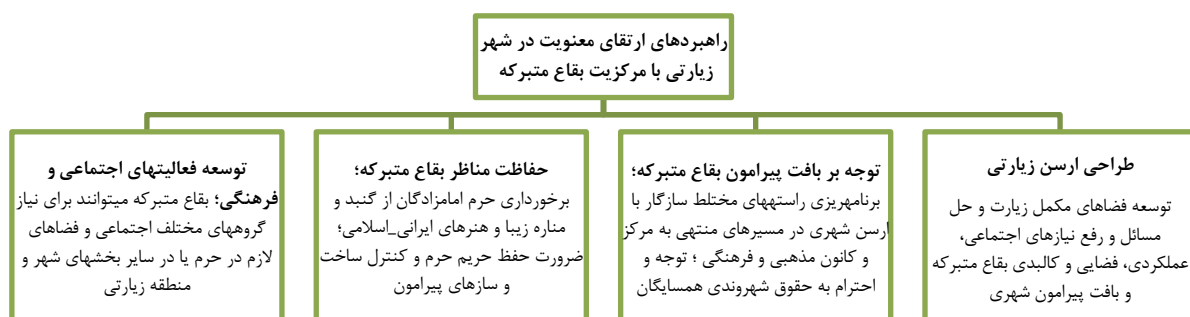 راهبردهای ارتقای معنویت در شهر
زیارتی با مرکزیت بقاع متبرکه
طراحی ارسن زیارتی
توسعه فضاهای مکمل زیارت و حل
مسائل و رفع نیازهای اجتماعی،
عملکردی، فضایی و کالبدی بقاع متبرکه
و بافت پیرامون شهری
توجه بر بافت پیرامون بقاع متبرکه؛
برنامهریزی راستههای مختلط سازگار با
ارسن شهری در مسیرهای منتهی به مرکز
و کانون مذهبی و فرهنگی ؛ توجه و
احترام به حقوق شهروندی همسایگان
حفاظت مناظر بقاع متبرکه؛
برخورداری حرم امامزادگان از گنبد و
مناره زیبا و هنرهای ایرانی_اسلامی؛
ضرورت حفظ حریم حرم و کنترل ساخت
و سازهای پیرامون
توسعه فعالیتهای اجتماعی و
فرهنگی؛ بقاع متبرکه میتوانند برای نیاز
گروههای مختلف اجتماعی و فضاهای
لازم در حرم یا در سایر بخشهای شهر و
منطقه زیارتی